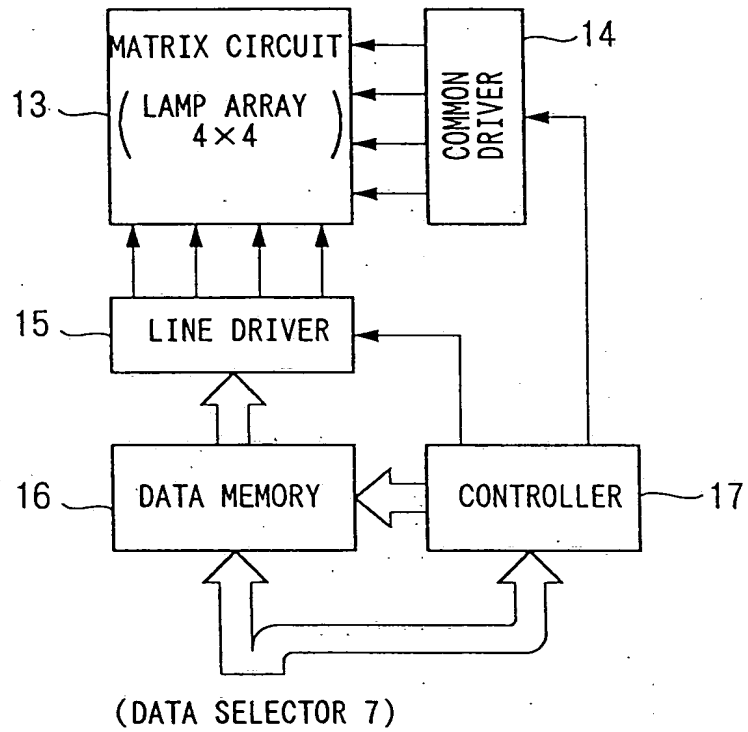 MATRIX CIRCUIT
( LAMP ARRAY
4×4 )
13
COMMON
DRIVER
14
15
LINE DRIVER
16
DATA MEMORY
CONTROLLER
17
(DATA SELECTOR 7)